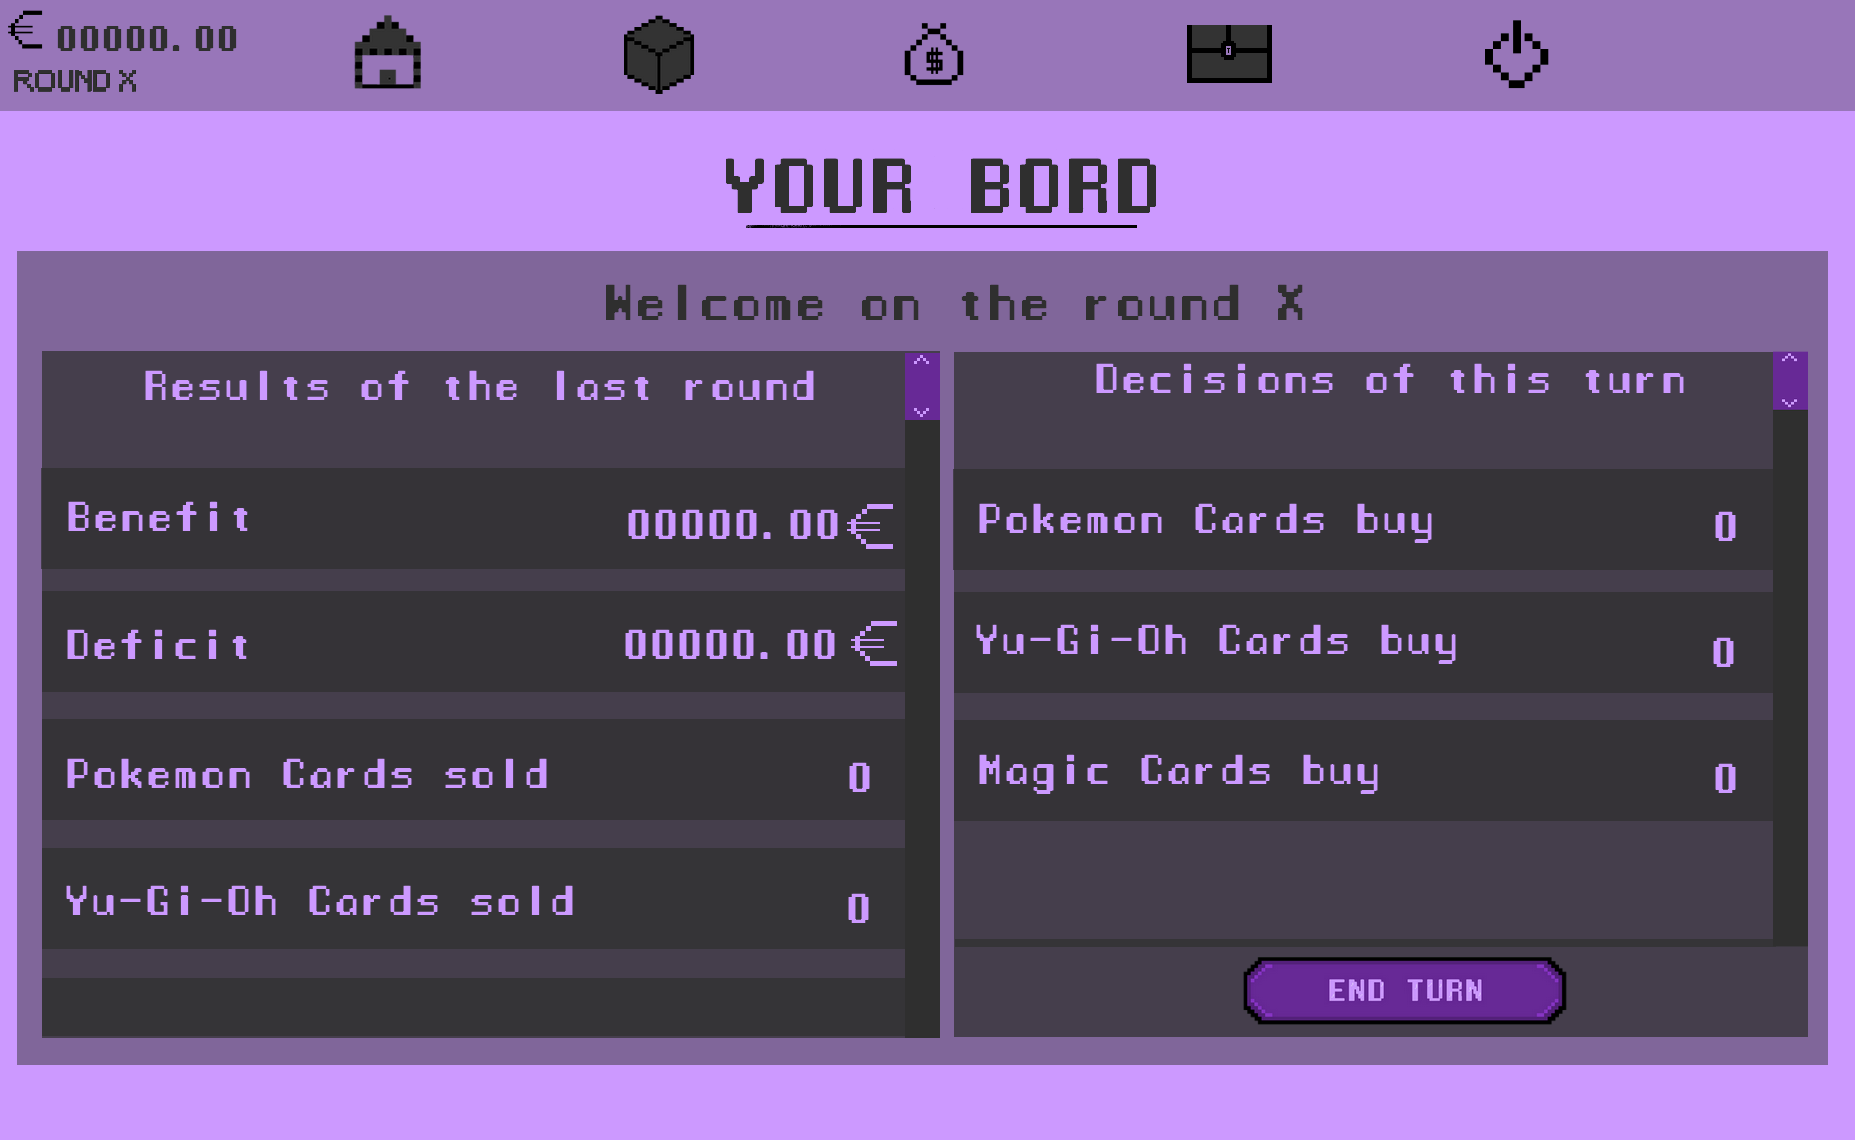 € 00000.00
ROUND X
$
YOUR BORD
Welcome on the round X
Results of the last round
Benefit 00000.00€
Deficit 00000.00 €
Pokemon Cards sold 0
Yu-Gi-Oh Cards sold 0
Decisions of this turn
Pokemon Cards buy 0
Yu-Gi-Oh Cards buy 0
Magic Cards buy 0
END TURN